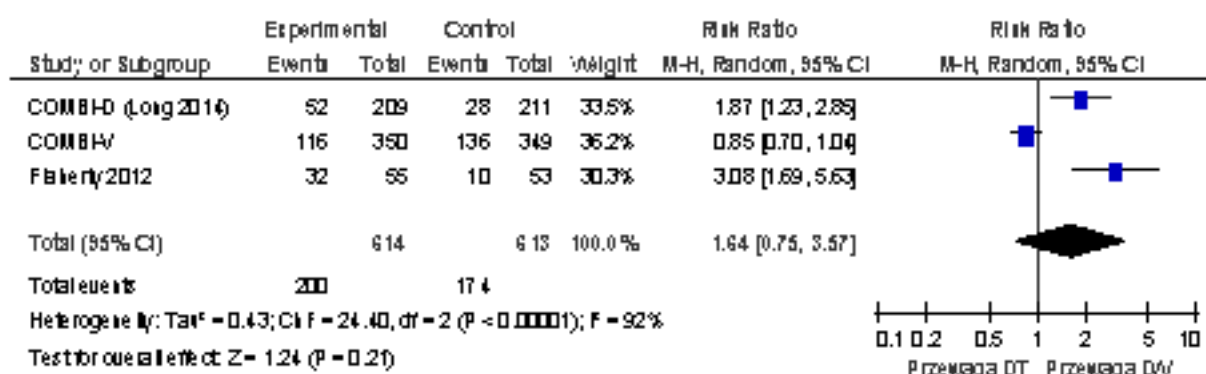 Experimental Control Risk Ratio Risk Ratio
Study or Subgroup Events Total Events Total Weight M-H, Random, 95% CI M-H, Random, 95% CI
COMBI-D (Long 2014) 52 209 28 211 33.5% 1.87 [1.23, 2.85]
COMBI-V 116 350 136 349 36.2% 0.85 [0.70, 1.04]
Flaherty 2012 32 55 10 53 30.3% 3.08 [1.69, 5.63]
Total (95% CI) 614 613 100.0% 1.64 [0.75, 3.57]
Total events 200 174
Heterogeneity: Tau² = 0.43; Chi² = 24.40, df = 2 (P < 0.00001); I² = 92%
Test for overall effect: Z = 1.24 (P = 0.21)
0.1 0.2 0.5 1 2 5 10
Przewaga DT Przewaga